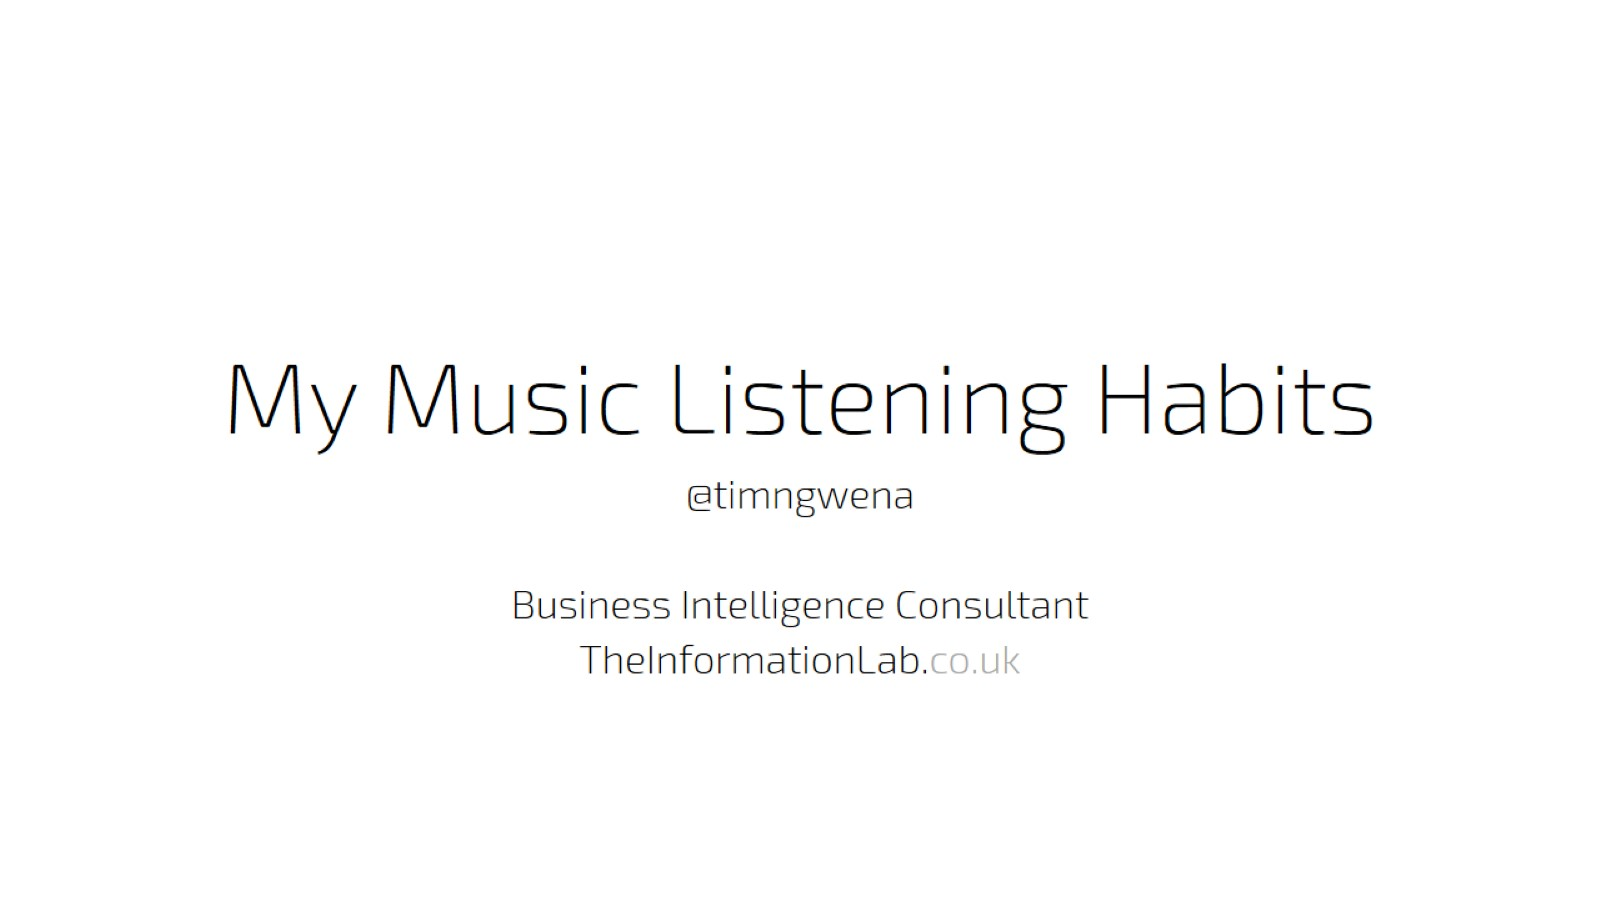 My Music Listening Habits
@timngwena
Business Intelligence Consultant
TheInformationLab.co.uk